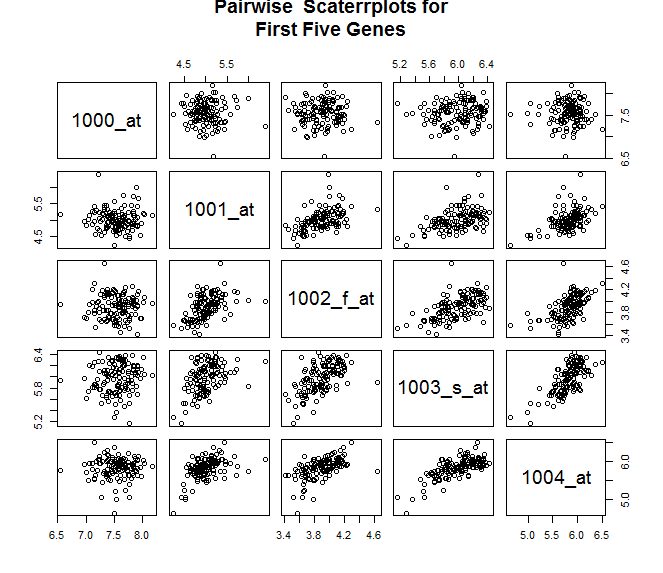 Pairwise Scaterrplots for
First Five Genes
4.5 5.5
5.2 5.6 6.0 6.4
1000_at
6.5 7.5
4.5 5.5
1001_at
1002_f_at
3.4 3.8 4.2 4.6
5.2 5.8 6.4
1003_s_at
1004_at
5.0 6.0
6.5 7.0 7.5 8.0
3.4 3.8 4.2 4.6
5.0 5.5 6.0 6.5